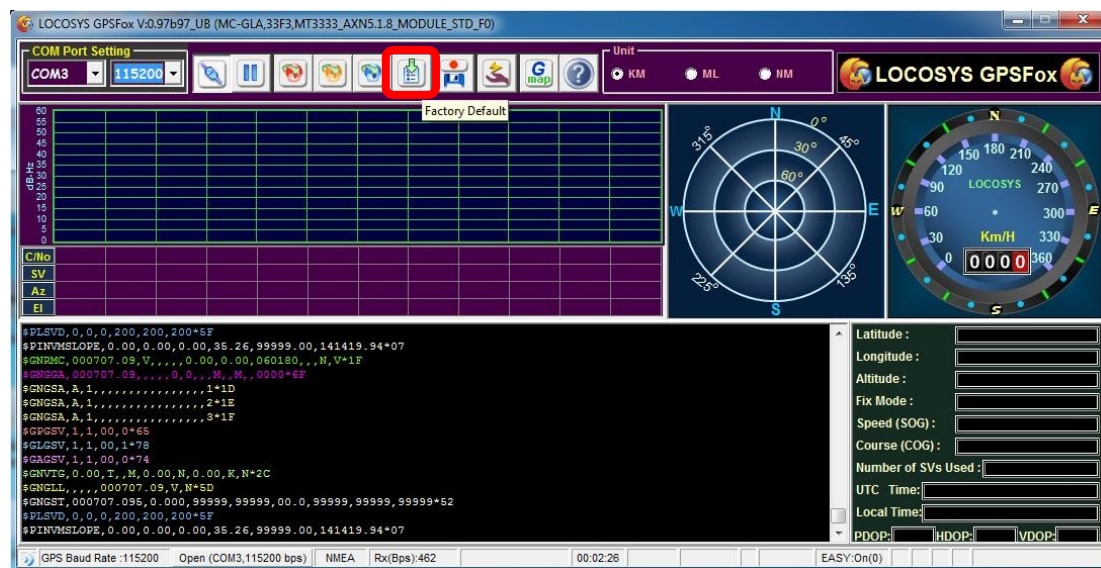 LOCOSYS GPSFox V:0.97b97_UB (MC-GLA,33F3,MT3333_AXN5.1.8_MODULE_STD_F0)
COM Port Setting
COM3 115200
Gmap
?
Factory Default
Unit
KM ML NM
LOCOSYS GPSFox
dBHz
60
55
50
45
40
35
30
25
20
15
10
5
0
C/No
SV
Az
El
N
0°
45°
30°
60°
315°
W
E
225°
135°
S
N
150 180 210
120 240
90 LOCOSYS 270
W 60 300 E
30 Km/H 330
0 0000 360
S
$PLSVD,0,0,0,200,200,200*5F
$PINVMSLOPE,0.00,0.00,0.00,35.26,99999.00,141419.94*07
$GNRMC,000707.09,V,,,,,0.00,0.00,060180,,,N,V*1F
$GNGGA,000707.09,,,,,0,0,,,M,,M,,0000*6F
$GNGSA,A,1,,,,,,,,,,,,,,,,1*1D
$GNGSA,A,1,,,,,,,,,,,,,,,,2*1E
$GNGSA,A,1,,,,,,,,,,,,,,,,3*1F
$GPGSV,1,1,00,0*65
$GLGSV,1,1,00,1*78
$GAGSV,1,1,00,0*74
$GNVTG,0.00,T,,M,0.00,N,0.00,K,N*2C
$GNGLL,,,,,000707.09,V,N*5D
$GNGST,000707.095,0.000,99999,99999,00.0,99999,99999,99999*52
$PLSVD,0,0,0,200,200,200*5F
$PINVMSLOPE,0.00,0.00,0.00,35.26,99999.00,141419.94*07
Latitude :
Longitude :
Altitude :
Fix Mode :
Speed (SOG) :
Course (COG) :
Number of SVs Used :
UTC Time:
Local Time:
PDOP: HDOP: VDOP:
GPS Baud Rate :115200 Open (COM3,115200 bps) NMEA Rx(Bps):462 00:02:26 EASY:On(0)